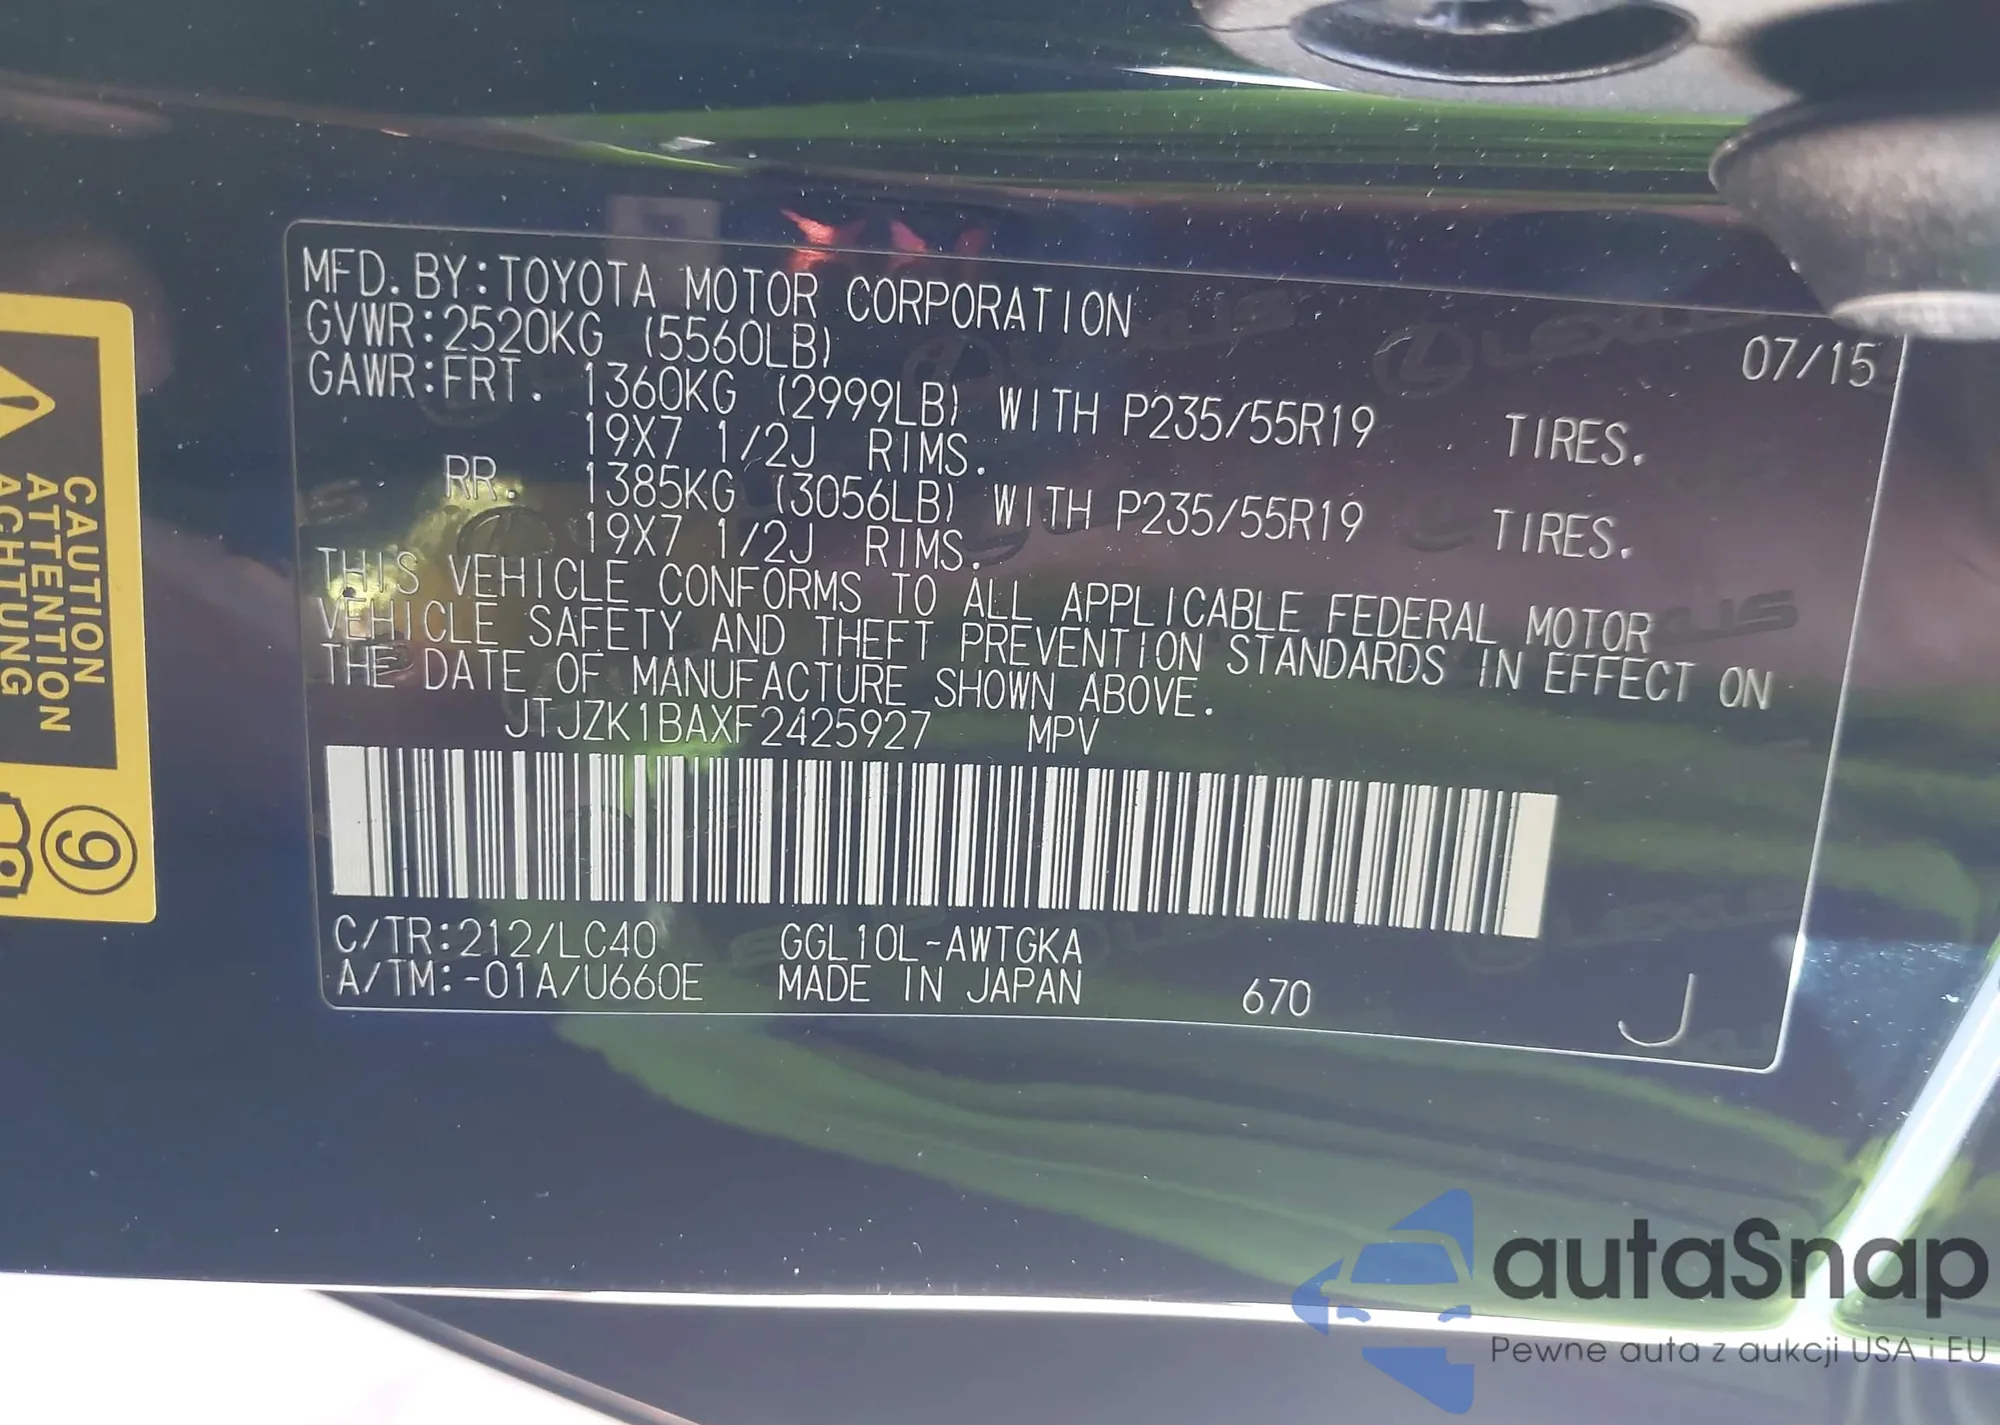 MFD. BY: TOYOTA MOTOR CORPORATION
07/15
GVWR: 2520KG (5560LB)
GAWR: FRT. 1360KG (2999LB) WITH P235/55R19 TIRES.
19X7 1/2J RIMS.
RR. 1385KG (3056LB) WITH P235/55R19 TIRES.
19X7 1/2J RIMS.
THIS VEHICLE CONFORMS TO ALL APPLICABLE FEDERAL MOTOR
VEHICLE SAFETY AND THEFT PREVENTION STANDARDS IN EFFECT ON
THE DATE OF MANUFACTURE SHOWN ABOVE.
JTJZK1BAXF2425927 MPV
C/TR: 212/LC40 GGL10L-AWTGKA
A/TM: -01A/U660E MADE IN JAPAN 670 J
CAUTION
ATTENTION
ACHTUNG
9
LEXUS
autaSnap
Pewne auta z aukcji USA i EU